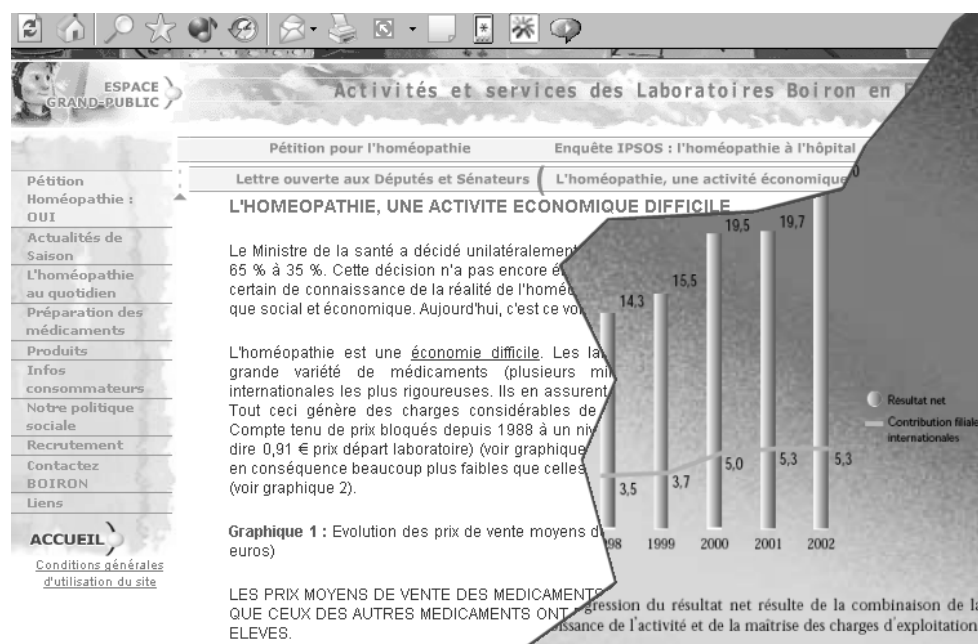 ESPACE
GRAND-PUBLIC
Activités et services des Laboratoires Boiron en
Pétition pour l'homéopathie
Enquête IPSOS : l'homéopathie à l'hôpital
Lettre ouverte aux Députés et Sénateurs
L'homéopathie, une activité économique
Pétition
Homéopathie :
OUI
Actualités de
Saison
L'homéopathie
au quotidien
Préparation des
médicaments
Produits
Infos
consommateurs
Notre politique
sociale
Recrutement
Contactez
BOIRON
Liens
ACCUEIL
Conditions générales
d'utilisation du site
L'HOMEOPATHIE, UNE ACTIVITE ECONOMIQUE DIFFICILE
Le Ministre de la santé a décidé unilatéralement
65 % à 35 %. Cette décision n'a pas encore
certain de connaissance de la réalité de
que social et économique. Aujourd'hui, c'est ce
L'homéopathie est une économie difficile. Les
grande variété de médicaments (plusieurs
internationales les plus rigoureuses. Ils en assurent
Tout ceci génère des charges considérables de
Compte tenu de prix bloqués depuis 1988 à un
dire 0,91 € prix départ laboratoire) (voir graphique
en conséquence beaucoup plus faibles que celles
(voir graphique 2).
Graphique 1 : Evolution des prix de vente moyens
euros)
LES PRIX MOYENS DE VENTE DES MEDICAMENTS
QUE CEUX DES AUTRES MEDICAMENTS ONT
ELEVES.
14,3
15,5
19,5
19,7
3,5
3,7
5,0
5,3
5,3
1999
2000
2001
2002
Résultat net
Contribution filiale
internationales
du résultat net résulte de la combinaison de
de l'activité et de la maîtrise des charges d'exploitation